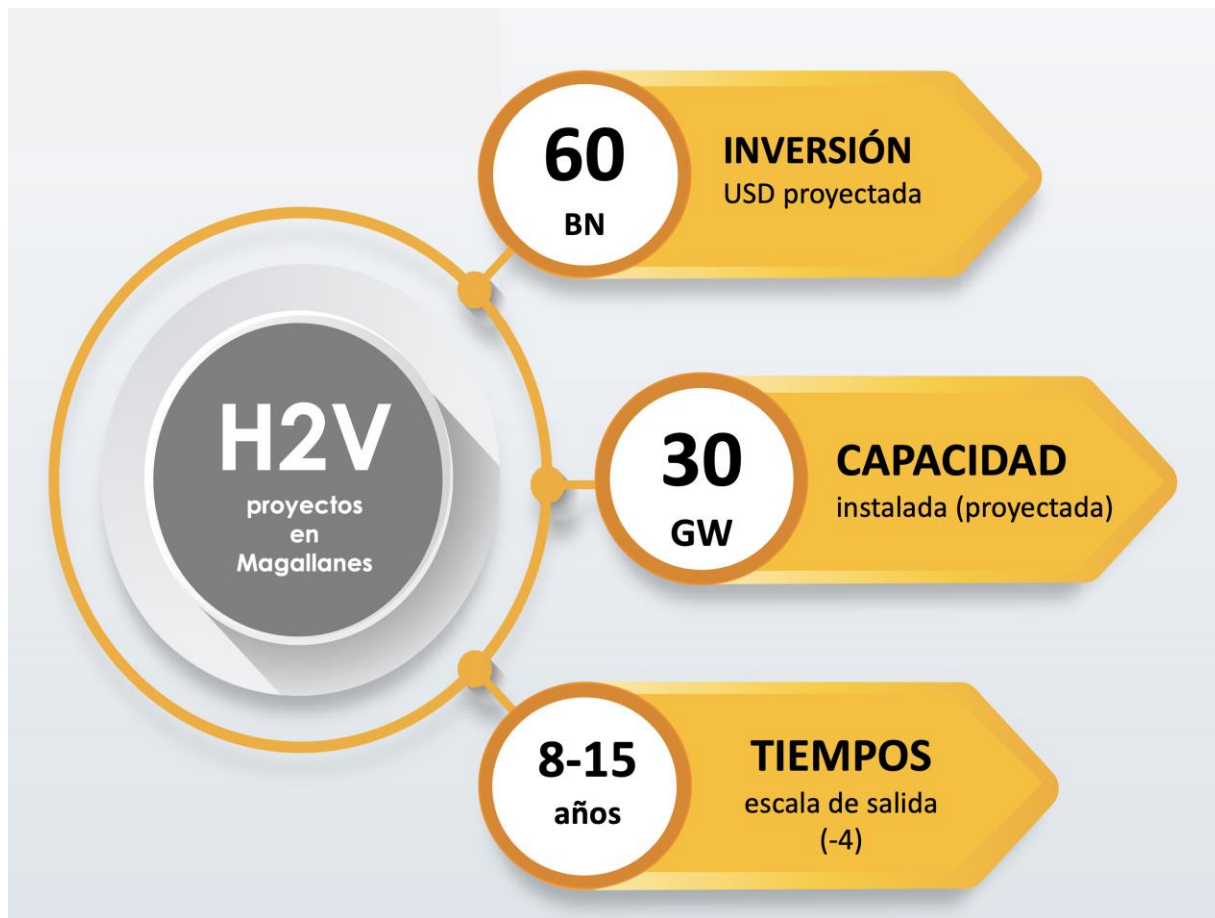 H2V
proyectos
en
Magallanes
60
BN
INVERSIÓN
USD proyectada
30
GW
CAPACIDAD
instalada (proyectada)
8-15
años
TIEMPOS
escala de salida
(-4)